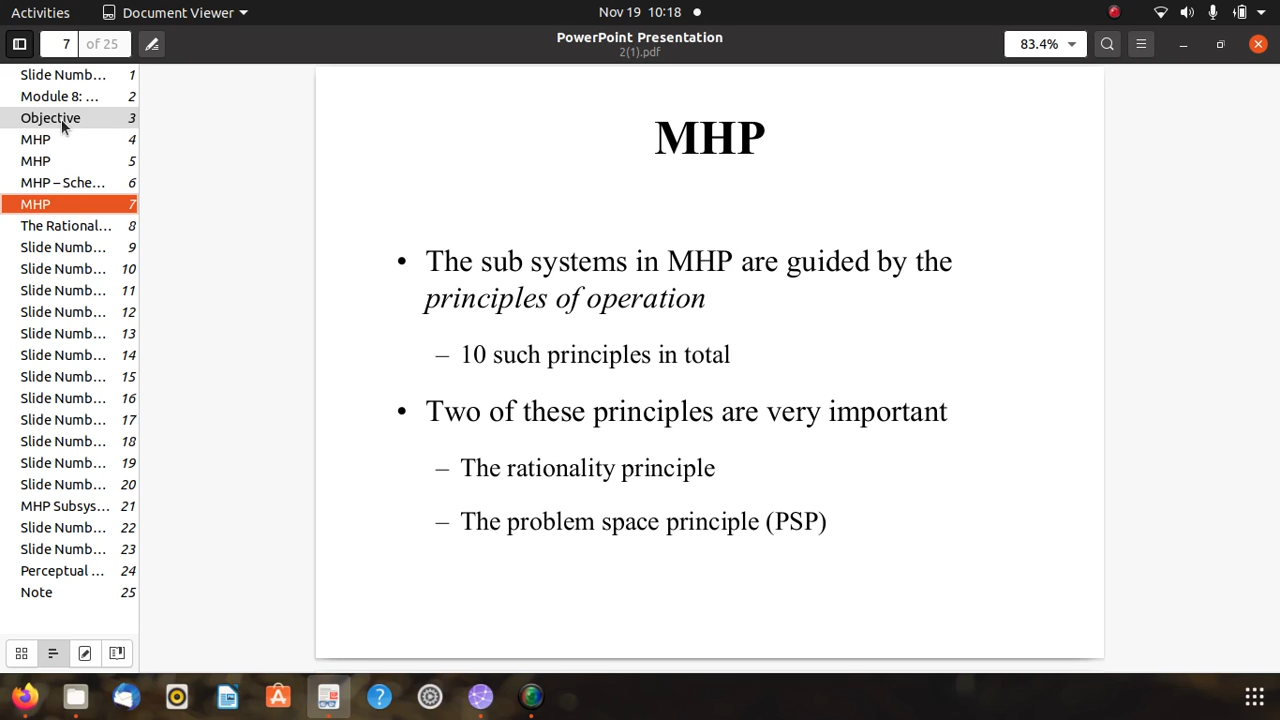 Activities
Document Viewer
Nov 19 10:18
7 of 25
PowerPoint Presentation
2(1).pdf
83.4%
Slide Numb... 1
Module 8: ... 2
Objective 3
MHP 4
MHP 5
MHP – Sche... 6
MHP 7
The Rational... 8
Slide Numb... 9
Slide Numb... 10
Slide Numb... 11
Slide Numb... 12
Slide Numb... 13
Slide Numb... 14
Slide Numb... 15
Slide Numb... 16
Slide Numb... 17
Slide Numb... 18
Slide Numb... 19
Slide Numb... 20
MHP Subsys... 21
Slide Numb... 22
Slide Numb... 23
Perceptual ... 24
Note 25
MHP
• The sub systems in MHP are guided by the
principles of operation
– 10 such principles in total
• Two of these principles are very important
– The rationality principle
– The problem space principle (PSP)